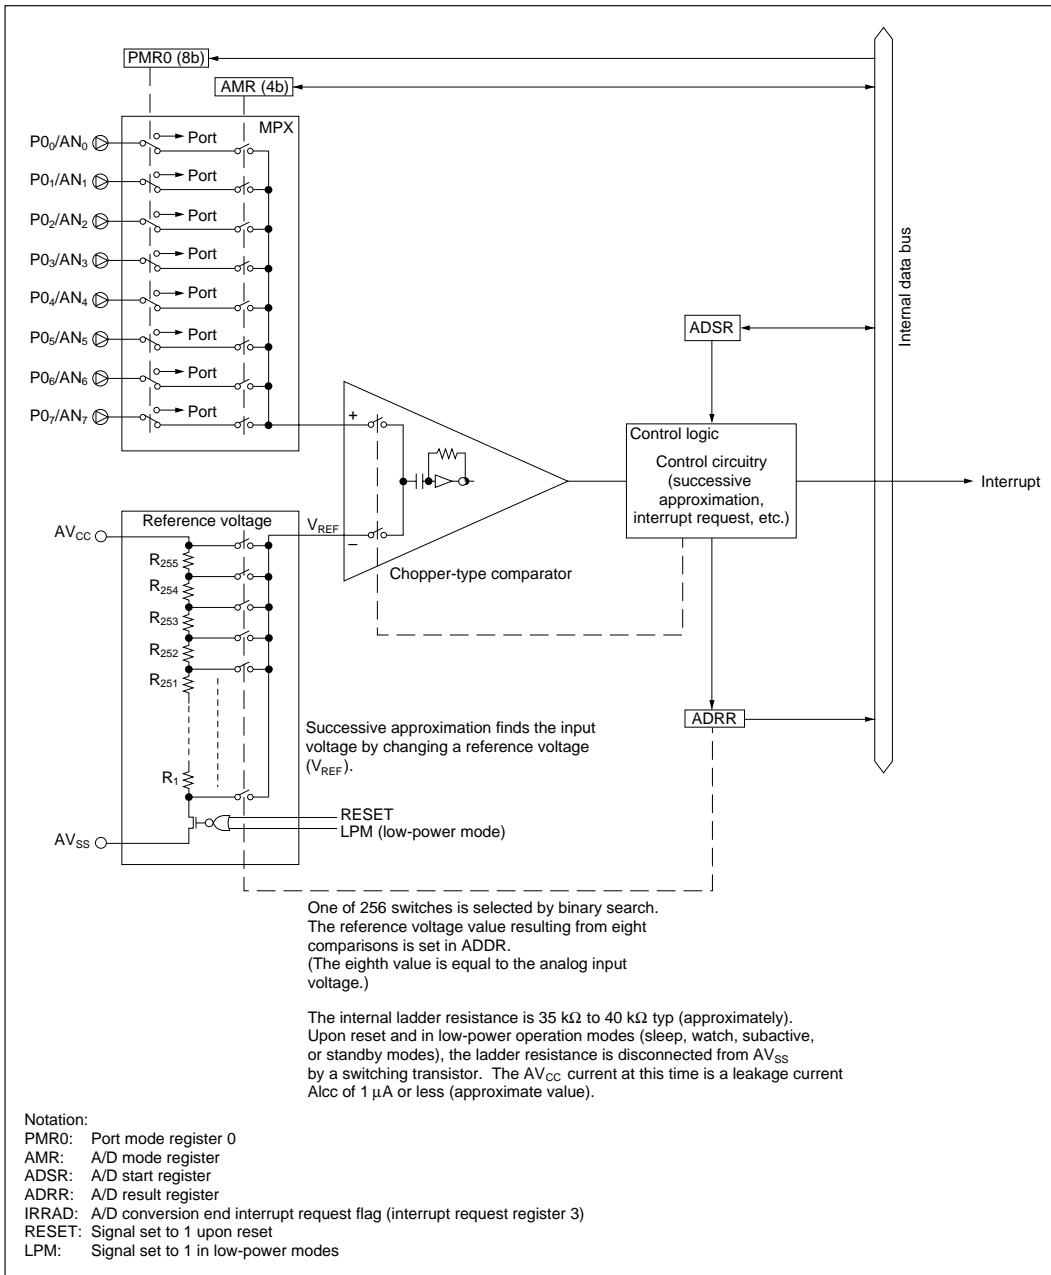 PMR0 (8b)
AMR (4b)
MPX
P0₀/AN₀
Port
P0₁/AN₁
Port
P0₂/AN₂
Port
P0₃/AN₃
Port
P0₄/AN₄
Port
P0₅/AN₅
Port
P0₆/AN₆
Port
P0₇/AN₇
Port
Internal data bus
ADSR
+
Control logic
Control circuitry
(successive
approximation,
interrupt request, etc.)
Interrupt
AV_CC
Reference voltage
V_REF
−
Chopper-type comparator
R₂₅₅
R₂₅₄
R₂₅₃
R₂₅₂
R₂₅₁
R₁
ADRR
Successive approximation finds the input
voltage by changing a reference voltage
(V_REF).
RESET
LPM (low-power mode)
AV_SS
One of 256 switches is selected by binary search.
The reference voltage value resulting from eight
comparisons is set in ADDR.
(The eighth value is equal to the analog input
voltage.)
The internal ladder resistance is 35 kΩ to 40 kΩ typ (approximately).
Upon reset and in low-power operation modes (sleep, watch, subactive,
or standby modes), the ladder resistance is disconnected from AV_SS
by a switching transistor. The AV_CC current at this time is a leakage current
AIcc of 1 μA or less (approximate value).
Notation:
PMR0: Port mode register 0
AMR: A/D mode register
ADSR: A/D start register
ADRR: A/D result register
IRRAD: A/D conversion end interrupt request flag (interrupt request register 3)
RESET: Signal set to 1 upon reset
LPM: Signal set to 1 in low-power modes